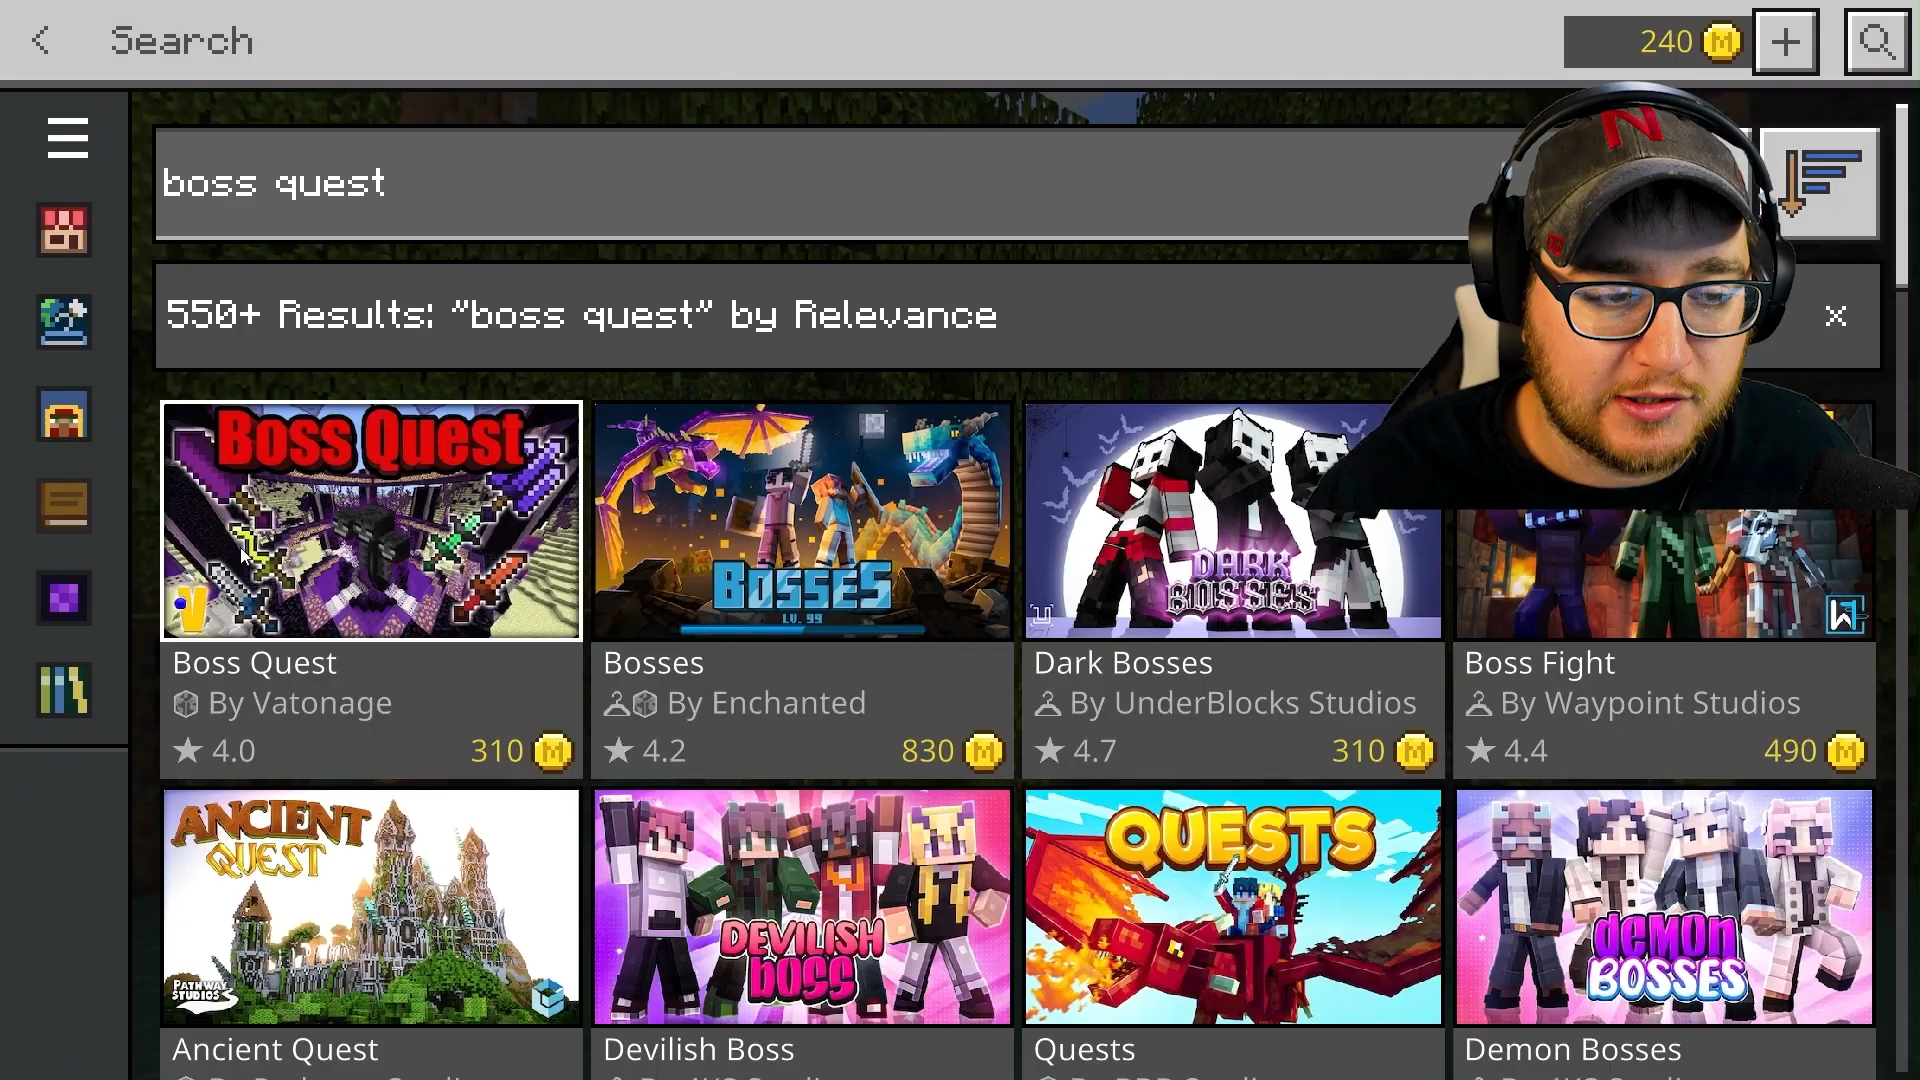 Search
240
boss quest
550+ Results: "boss quest" by Relevance
Boss Quest
Boss Quest
By Vatonage
4.0
310
BOSSES
LV. 99
Bosses
By Enchanted
4.2
830
DARK
BOSSES
Dark Bosses
By UnderBlocks Studios
4.7
310
Boss Fight
By Waypoint Studios
4.4
490
ANCIENT
QUEST
PATHWAY
STUDIOS
Ancient Quest
DEVILISH
BOSS
Devilish Boss
QUESTS
Quests
DEMON
BOSSES
Demon Bosses